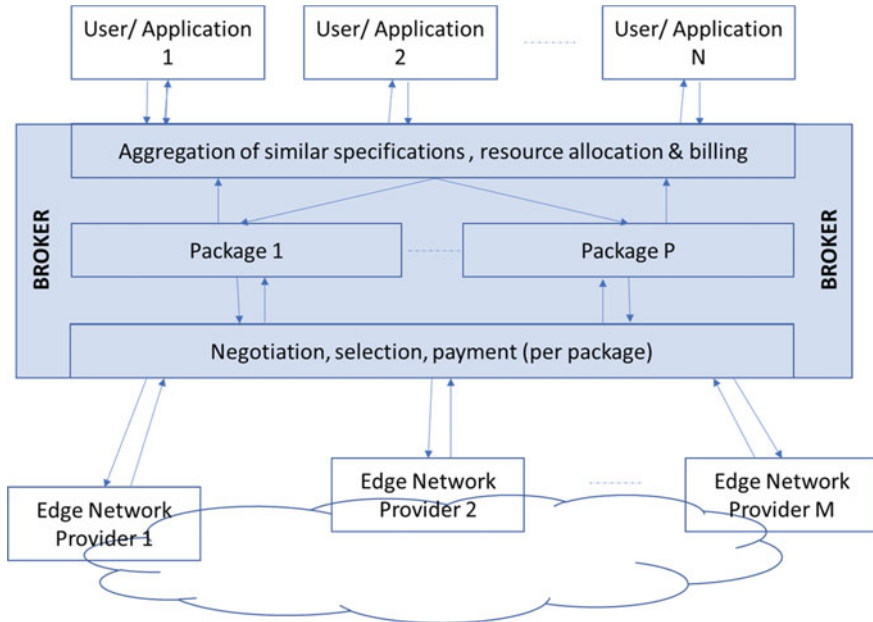 User/ Application
1
User/ Application
2
User/ Application
N
Aggregation of similar specifications , resource allocation & billing
BROKER
BROKER
Package 1
Package P
Negotiation, selection, payment (per package)
Edge Network
Provider 1
Edge Network
Provider 2
Edge Network
Provider M